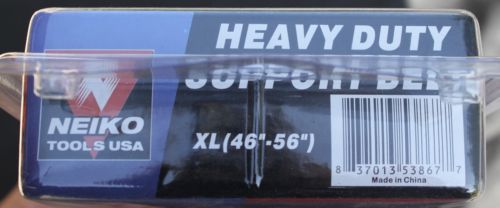 HEAVY DUTY
SUPPORT BELT
NEIKO
TOOLS USA
XL(46"-56")
8 37013 53867 7
Made in China